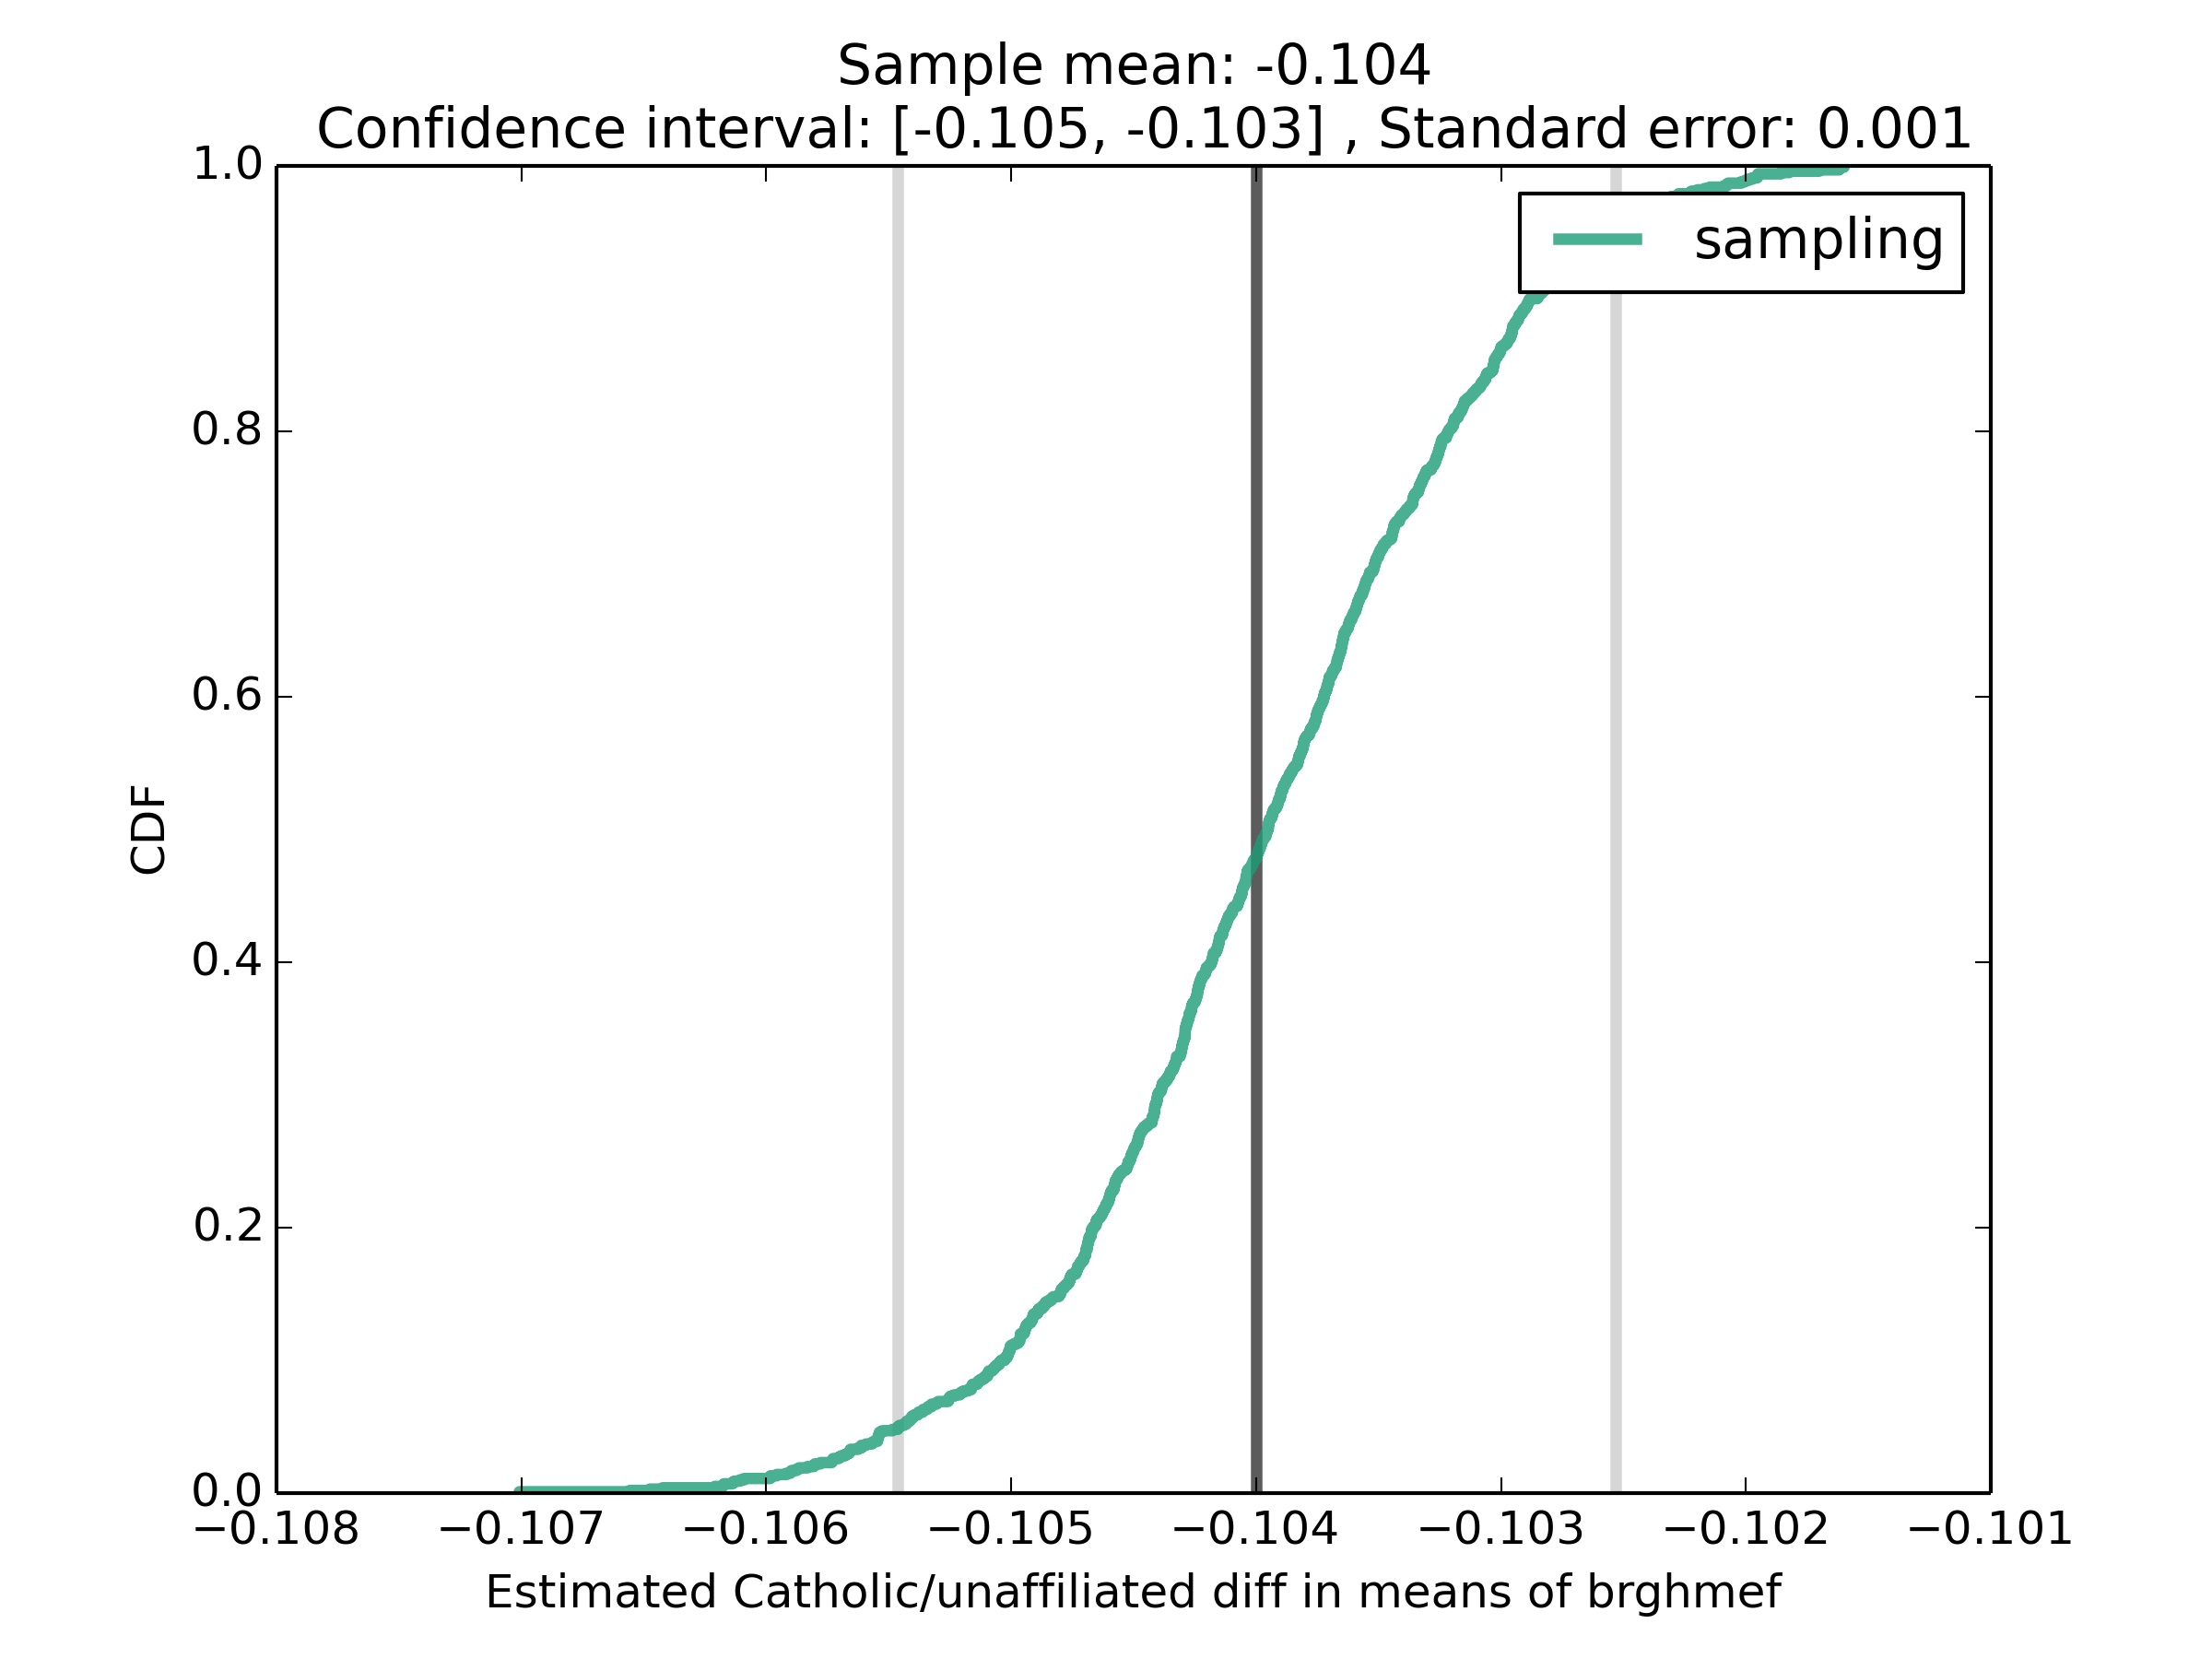 Sample mean: -0.104
Confidence interval: [-0.105, -0.103] , Standard error: 0.001
1.0
sampling
0.8
0.6
CDF
0.4
0.2
0.0
−0.108 −0.107 −0.106 −0.105 −0.104 −0.103 −0.102 −0.101
Estimated Catholic/unaffiliated diff in means of brghmef